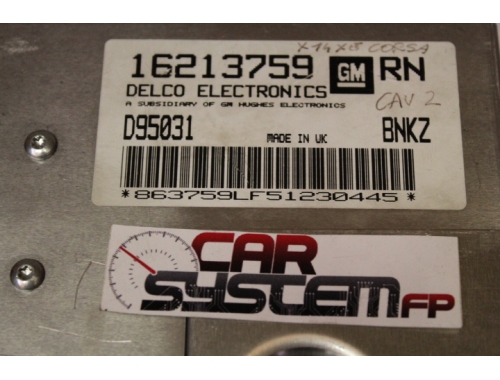 X14XE CORSA
16213759 GM RN
DELCO ELECTRONICS
A SUBSIDIARY OF GM HUGHES ELECTRONICS
CAV 2
D95031 MADE IN UK BNKZ
*863759LF51230445*
CAR
SYSTEM FP